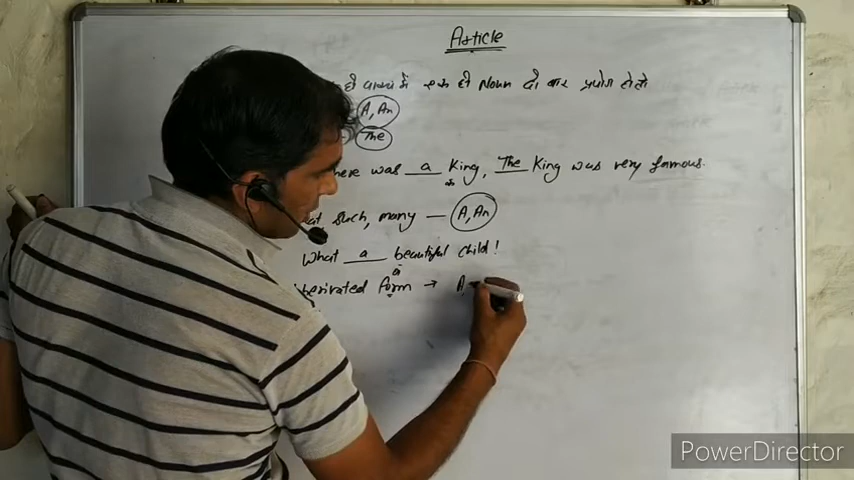 Article
ही वाक्य में एक ही Noun दो बार प्रयोग होतो
A, An
The
here was a King, The King was very famous.
at such, many — A, An
What a beautiful child!
a
form → A,
PowerDirector